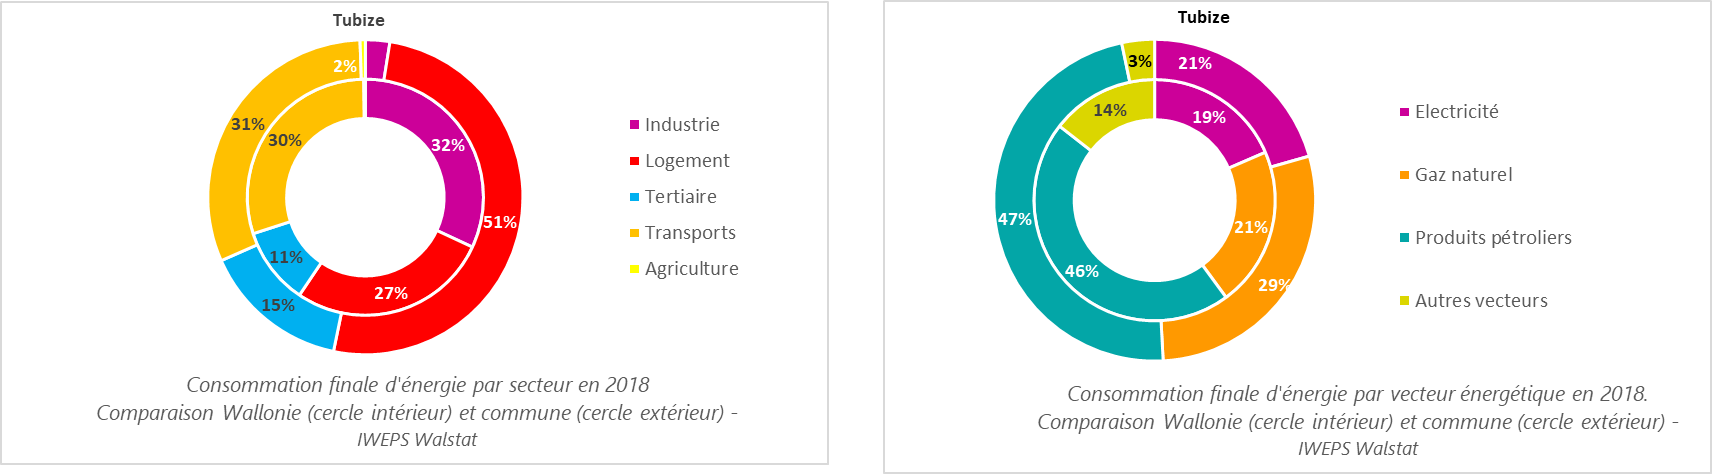 Tubize
2%
31%
30%
32%
51%
11%
27%
15%
Industrie
Logement
Tertiaire
Transports
Agriculture
Consommation finale d'énergie par secteur en 2018
Comparaison Wallonie (cercle intérieur) et commune (cercle extérieur) -
IWEPS Walstat
Tubize
3%
21%
14%
19%
47%
21%
46%
29%
Electricité
Gaz naturel
Produits pétroliers
Autres vecteurs
Consommation finale d'énergie par vecteur énergétique en 2018.
Comparaison Wallonie (cercle intérieur) et commune (cercle extérieur) -
IWEPS Walstat